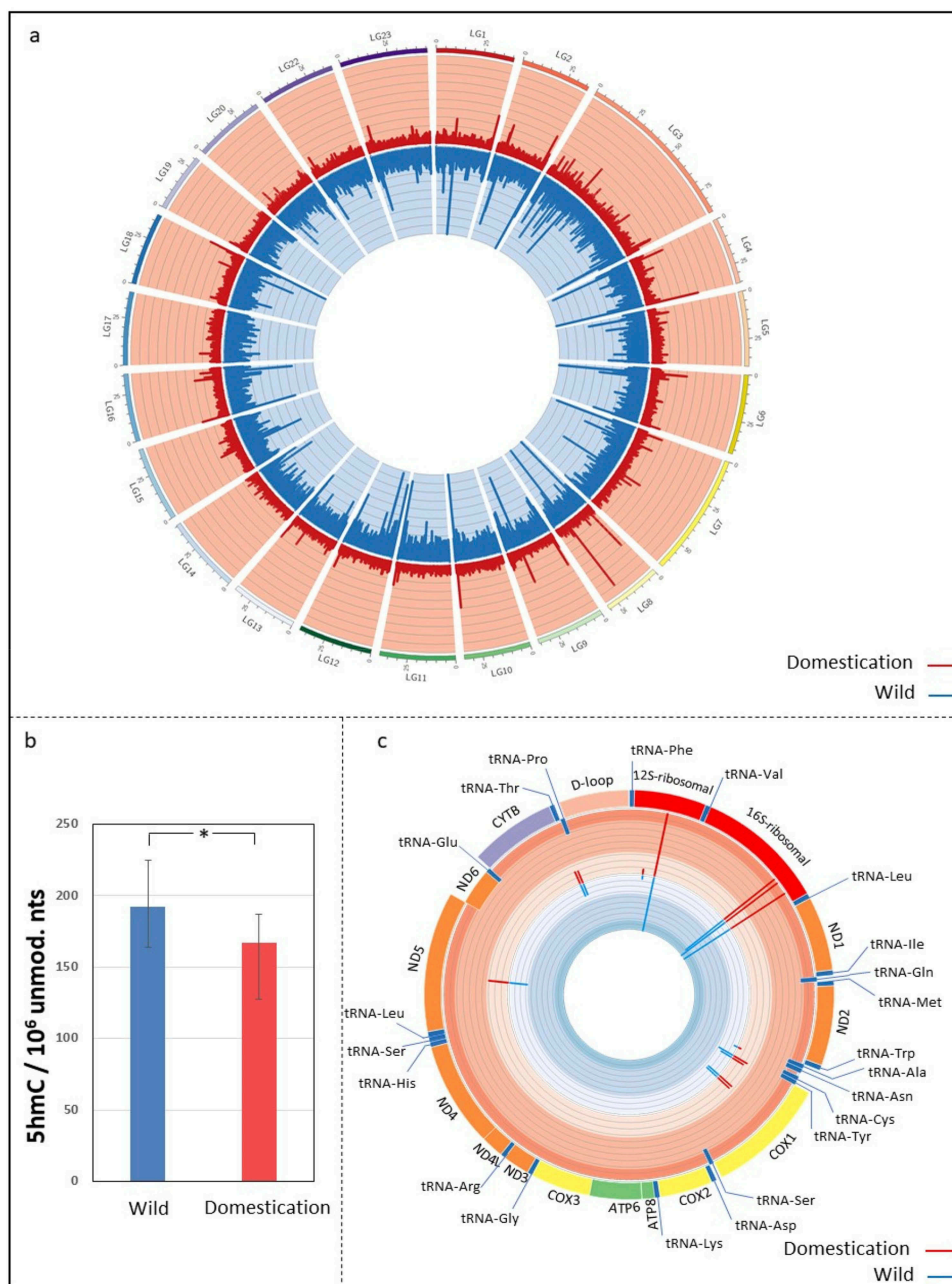 a
LG1
LG2
LG3
LG4
LG5
LG6
LG7
LG8
LG9
LG10
LG11
LG12
LG13
LG14
LG15
LG16
LG17
LG18
LG19
LG20
LG22
LG23
Domestication
Wild
b
250
200
150
100
50
0
5hmC / 10⁶ unmod. nts
*
Wild
Domestication
c
tRNA-Phe
12S-ribosomal
tRNA-Val
16S-ribosomal
tRNA-Leu
ND1
tRNA-Ile
tRNA-Gln
tRNA-Met
ND2
tRNA-Trp
tRNA-Ala
tRNA-Asn
tRNA-Cys
tRNA-Tyr
COX1
tRNA-Ser
tRNA-Asp
COX2
tRNA-Lys
ATP8
ATP6
COX3
tRNA-Gly
ND3
tRNA-Arg
ND4L
ND4
tRNA-His
tRNA-Ser
tRNA-Leu
ND5
ND6
tRNA-Glu
CYTB
tRNA-Thr
tRNA-Pro
D-loop
Domestication
Wild